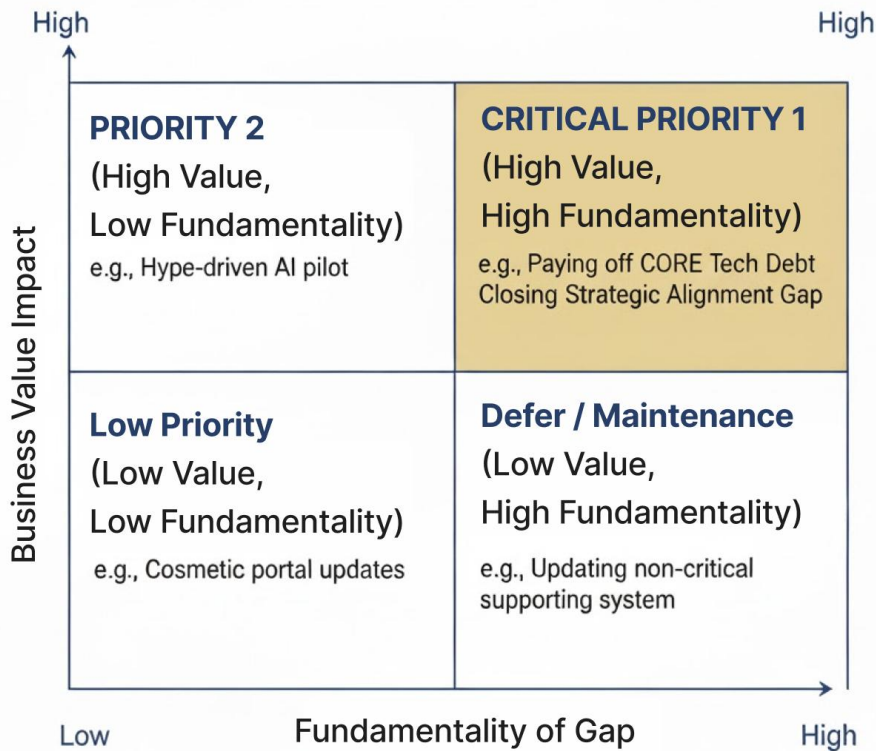 High
High
PRIORITY 2
(High Value,
Low Fundamentality)
e.g., Hype-driven AI pilot
CRITICAL PRIORITY 1
(High Value,
High Fundamentality)
e.g., Paying off CORE Tech Debt
Closing Strategic Alignment Gap
Business Value Impact
Low Priority
(Low Value,
Low Fundamentality)
e.g., Cosmetic portal updates
Defer / Maintenance
(Low Value,
High Fundamentality)
e.g., Updating non-critical
supporting system
Low
Fundamentality of Gap
High